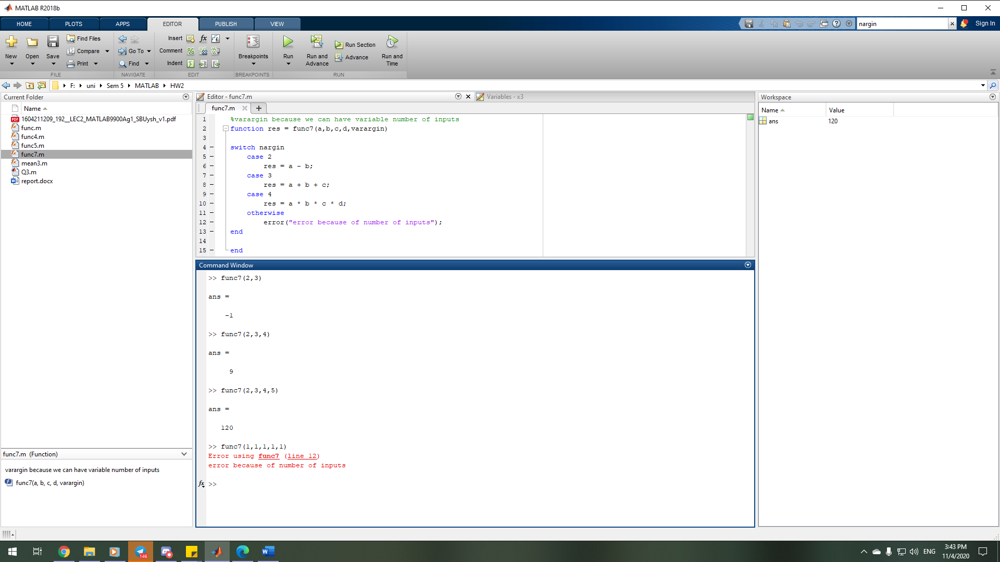 MATLAB R2018b
HOME PLOTS APPS EDITOR PUBLISH VIEW nargin Sign In
New Open Save Find Files Compare Print
FILE
Go To Find
NAVIGATE
Insert fx
Comment
Indent
EDIT
Breakpoints
BREAKPOINTS
Run Run and Advance Run Section Advance Run and Time
RUN
F: uni Sem 5 MATLAB HW2
Current Folder
Name
1604211209_192__LEC2_MATLAB9900Ag1_SBUysh_v1.pdf
func.m
func4.m
func5.m
func7.m
mean3.m
Q3.m
report.docx
func7.m (Function)
varargin because we can have variable number of inputs
func7(a, b, c, d, varargin)
Editor - func7.m Variables - x3
func7.m
1 %varargin because we can have variable number of inputs
2 function res = func7(a,b,c,d,varargin)
3
4 switch nargin
5 case 2
6 res = a - b;
7 case 3
8 res = a + b + c;
9 case 4
10 res = a * b * c * d;
11 otherwise
12 error("error because of number of inputs");
13 end
14
15 end
Command Window
>> func7(2,3)
ans =
-1
>> func7(2,3,4)
ans =
9
>> func7(2,3,4,5)
ans =
120
>> func7(1,1,1,1,1)
Error using func7 (line 12)
error because of number of inputs
fx >>
Workspace
Name Value
ans 120
146
ENG
3:43 PM
11/4/2020